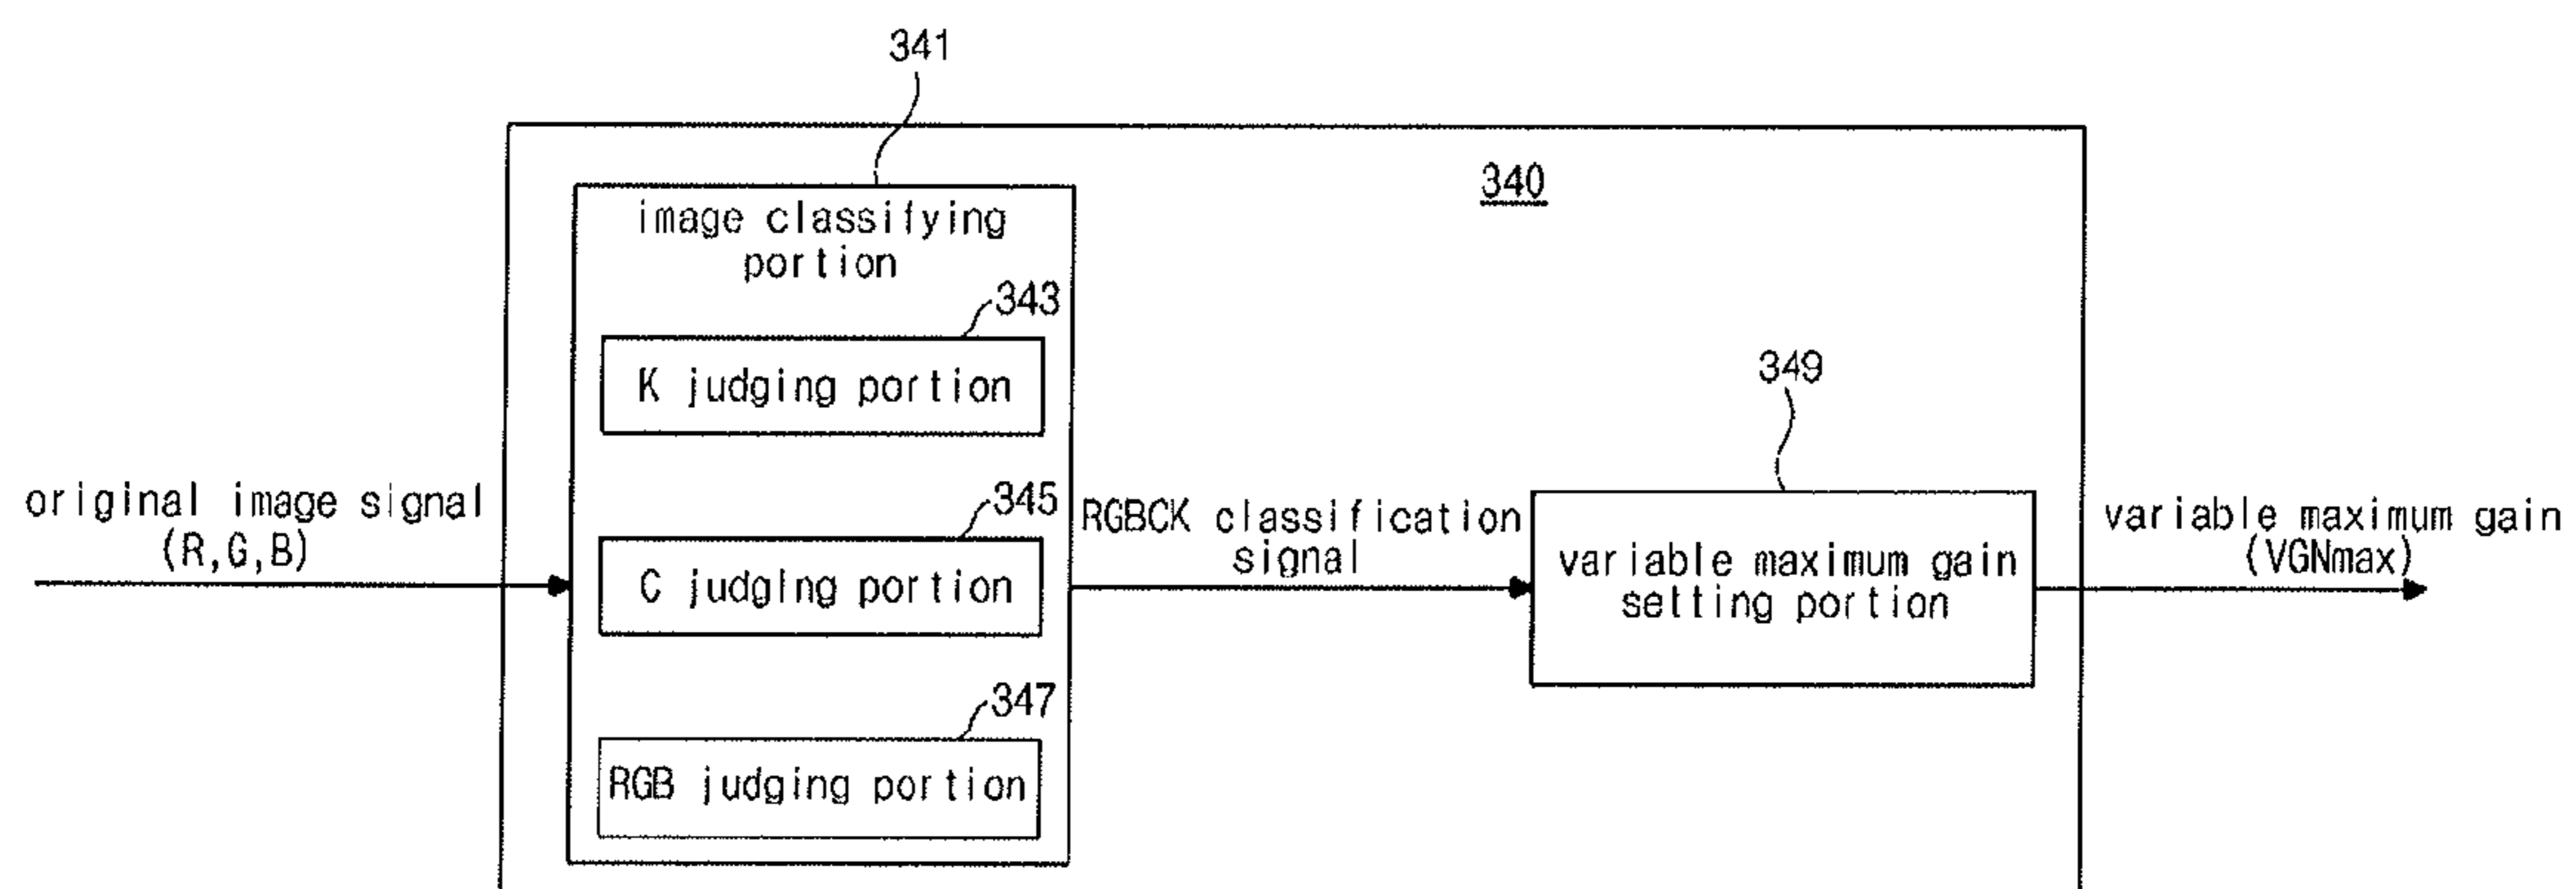 341
340
image classifying
portion
343
K judging portion
349
original image signal
(R,G,B)
345
C judging portion
RGBCK classification
signal
variable maximum gain
setting portion
variable maximum gain
(VGNmax)
347
RGB judging portion